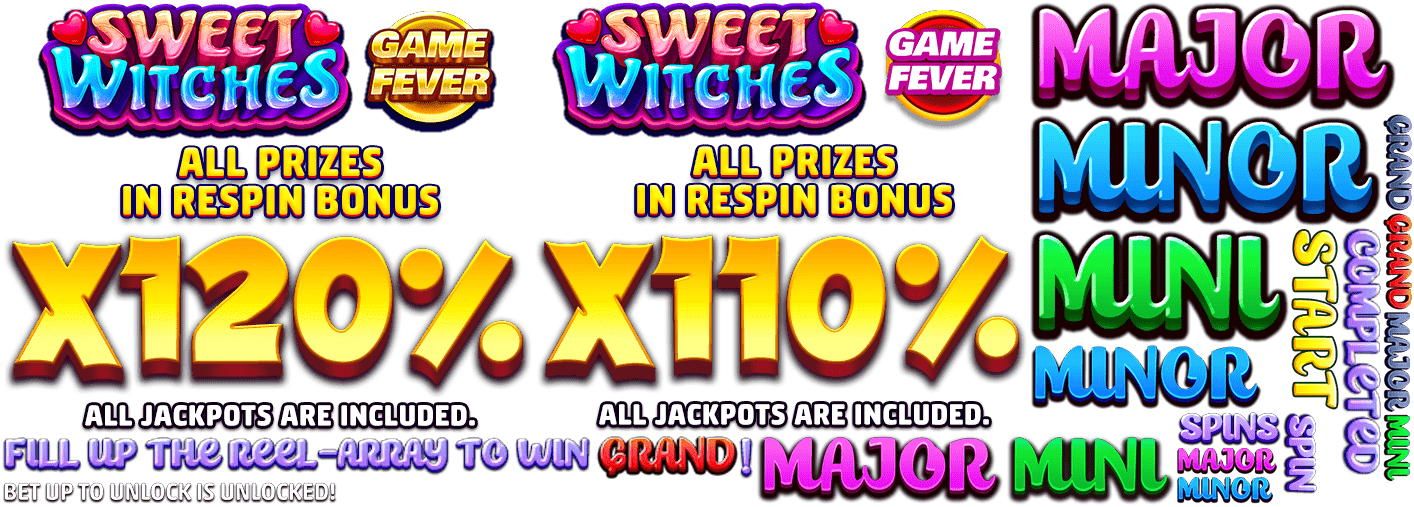 SWEET
WITCHES
GAME
FEVER
ALL PRIZES
IN RESPIN BONUS
X120%
ALL JACKPOTS ARE INCLUDED.
SWEET
WITCHES
GAME
FEVER
ALL PRIZES
IN RESPIN BONUS
X110%
ALL JACKPOTS ARE INCLUDED.
FILL UP THE REEL-ARRAY TO WIN GRAND!
BET UP TO UNLOCK IS UNLOCKED!
MAJOR
MINOR
MINI
MINOR
MAJOR
MINI
SPINS
MAJOR
MINOR
SPIN
START
COMPLETED
GRAND
GRAND
MAJOR
MINI